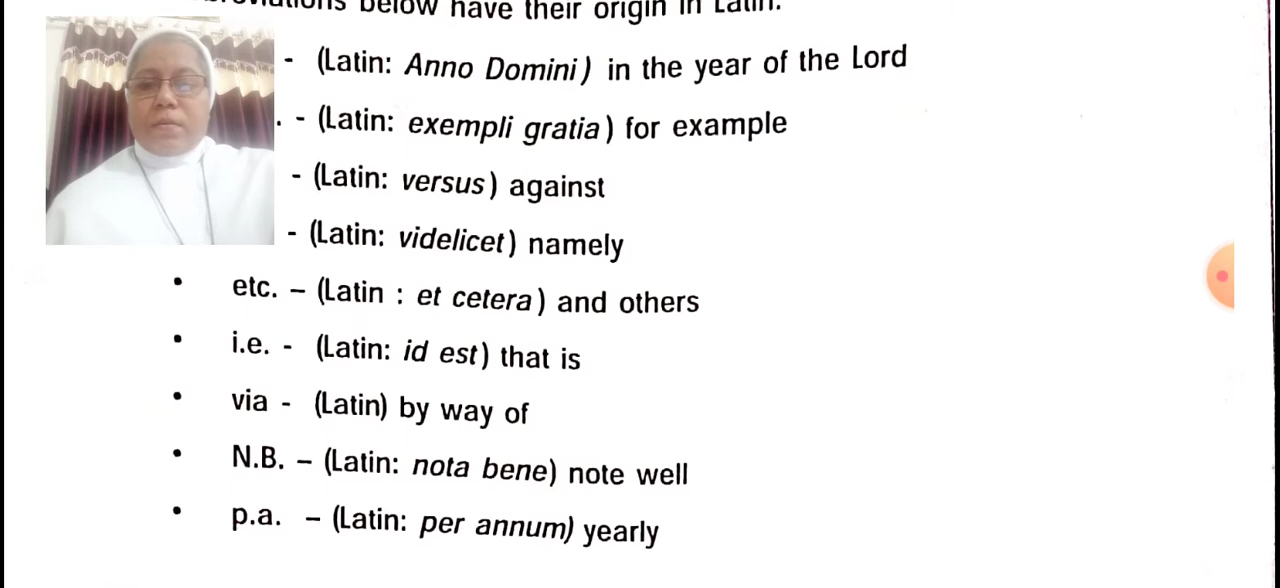 below have their origin in Latin.
- (Latin: Anno Domini) in the year of the Lord
. - (Latin: exempli gratia) for example
- (Latin: versus) against
- (Latin: videlicet) namely
• etc. – (Latin : et cetera) and others
• i.e. - (Latin: id est) that is
• via - (Latin) by way of
• N.B. – (Latin: nota bene) note well
• p.a. – (Latin: per annum) yearly